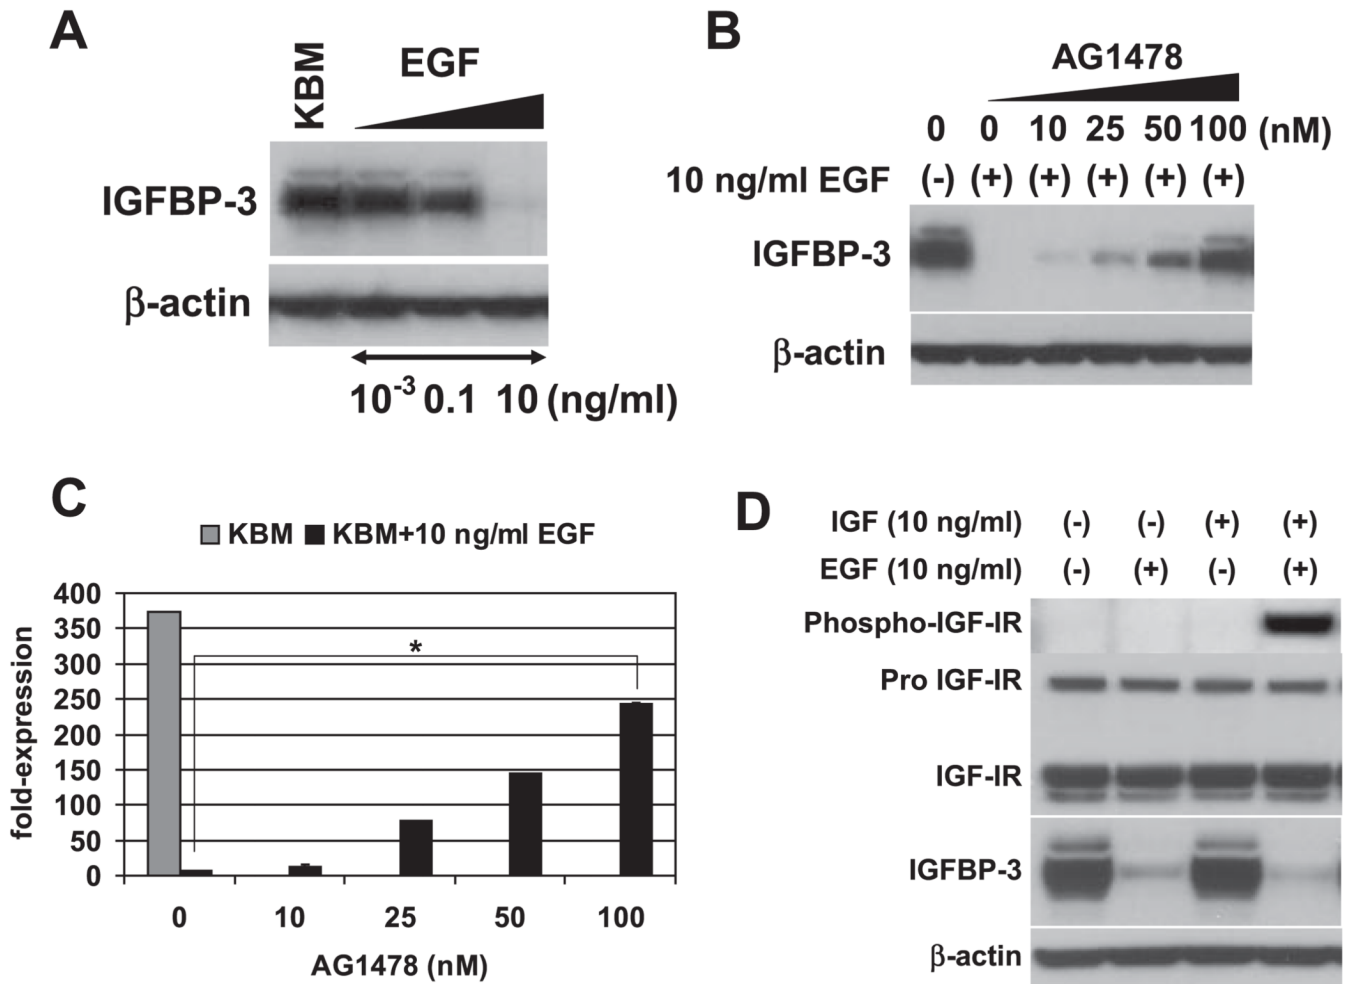 A
KBM
EGF
IGFBP-3
β-actin
10⁻³ 0.1 10 (ng/ml)
B
AG1478
0 0 10 25 50 100 (nM)
10 ng/ml EGF (-) (+) (+) (+) (+) (+)
IGFBP-3
β-actin
C
KBM KBM+10 ng/ml EGF
fold-expression
400
350
300
250
200
150
100
50
0
*
0 10 25 50 100
AG1478 (nM)
D
IGF (10 ng/ml) (-) (-) (+) (+)
EGF (10 ng/ml) (-) (+) (-) (+)
Phospho-IGF-IR
Pro IGF-IR
IGF-IR
IGFBP-3
β-actin